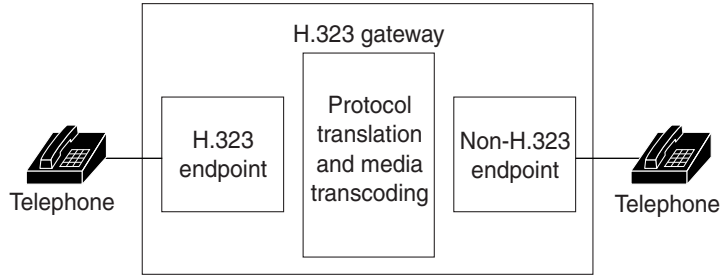 H.323 gateway
Telephone
H.323
endpoint
Protocol
translation
and media
transcoding
Non-H.323
endpoint
Telephone